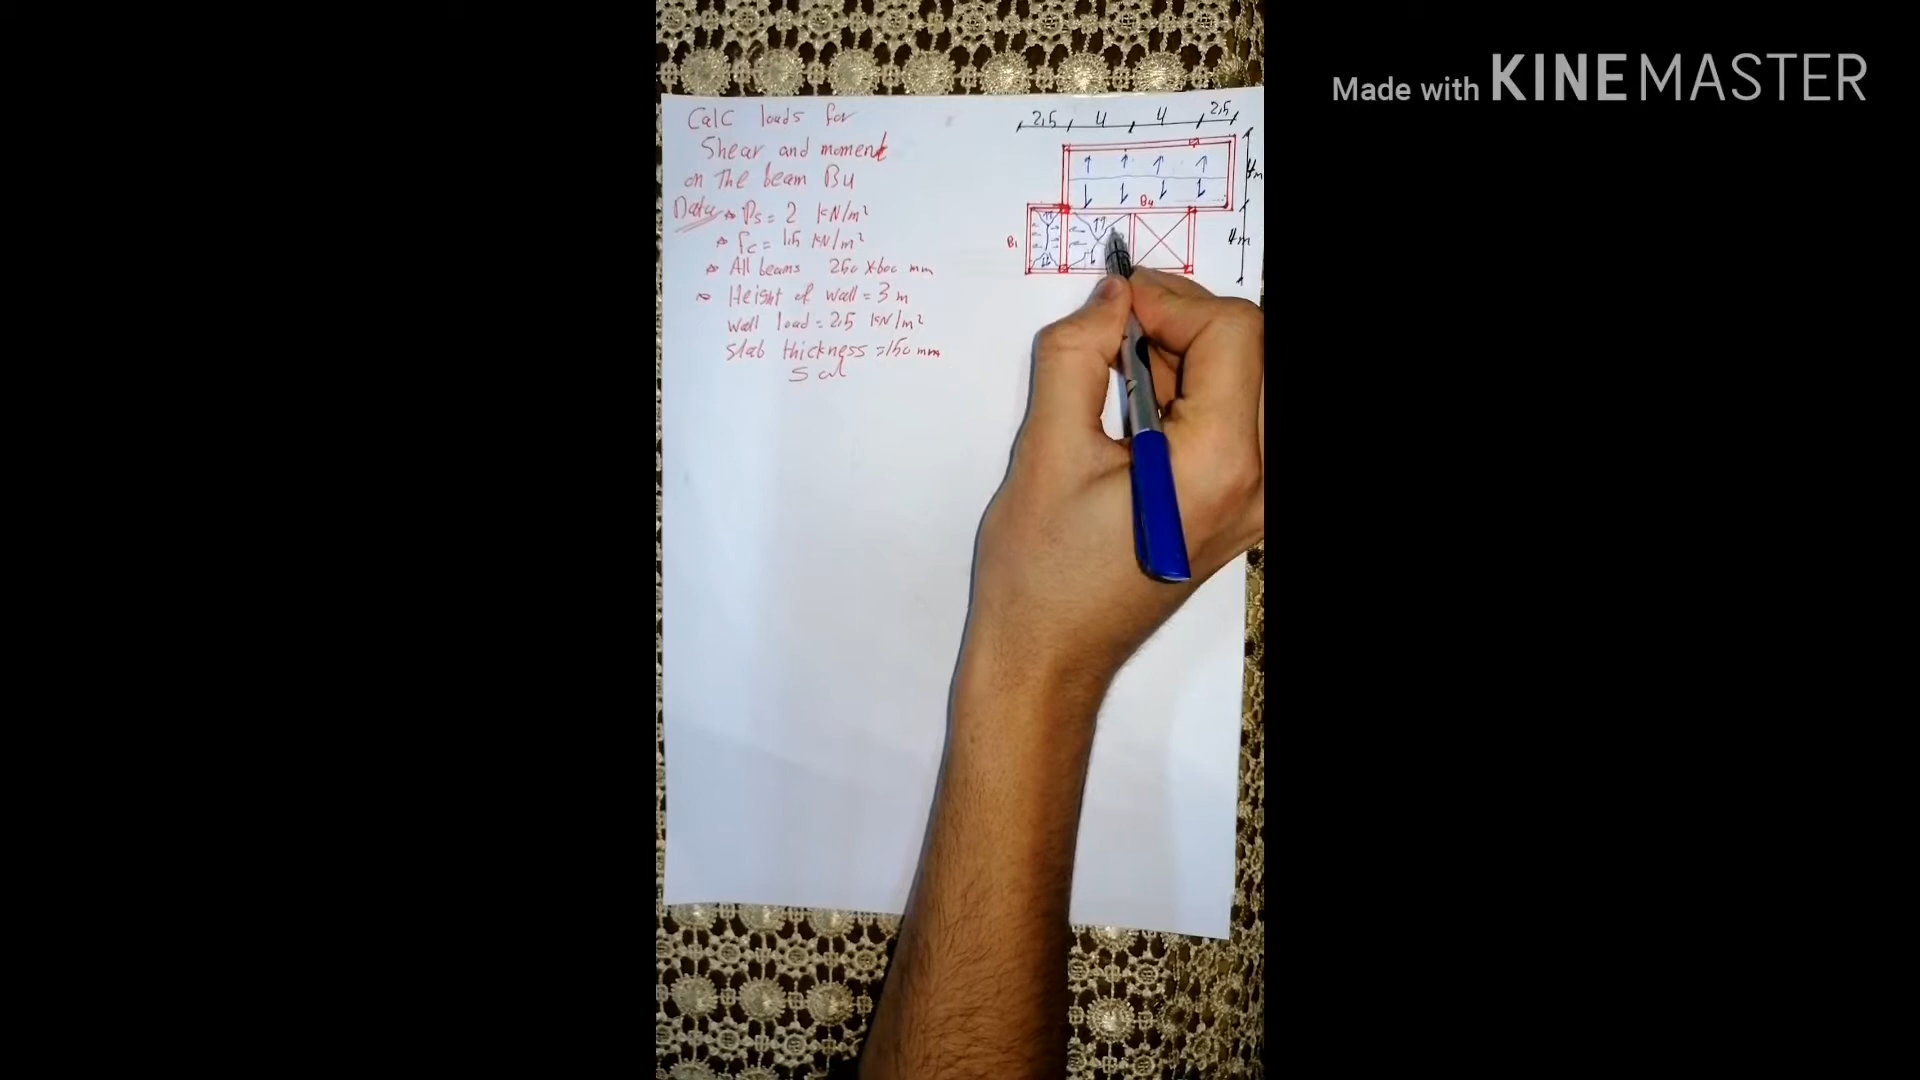 Made with KINEMASTER
Calc loads for
Shear and moment
on The beam B4
Data Ps = 2 KN/m²
Fc = 1.5 KN/m²
All beams 250 x 600 mm
Height of wall = 3 m
wall load = 2.5 KN/m²
Slab thickness = 150 mm
Sol
2.5 4 4 2.5
4m
B4
B1
4m